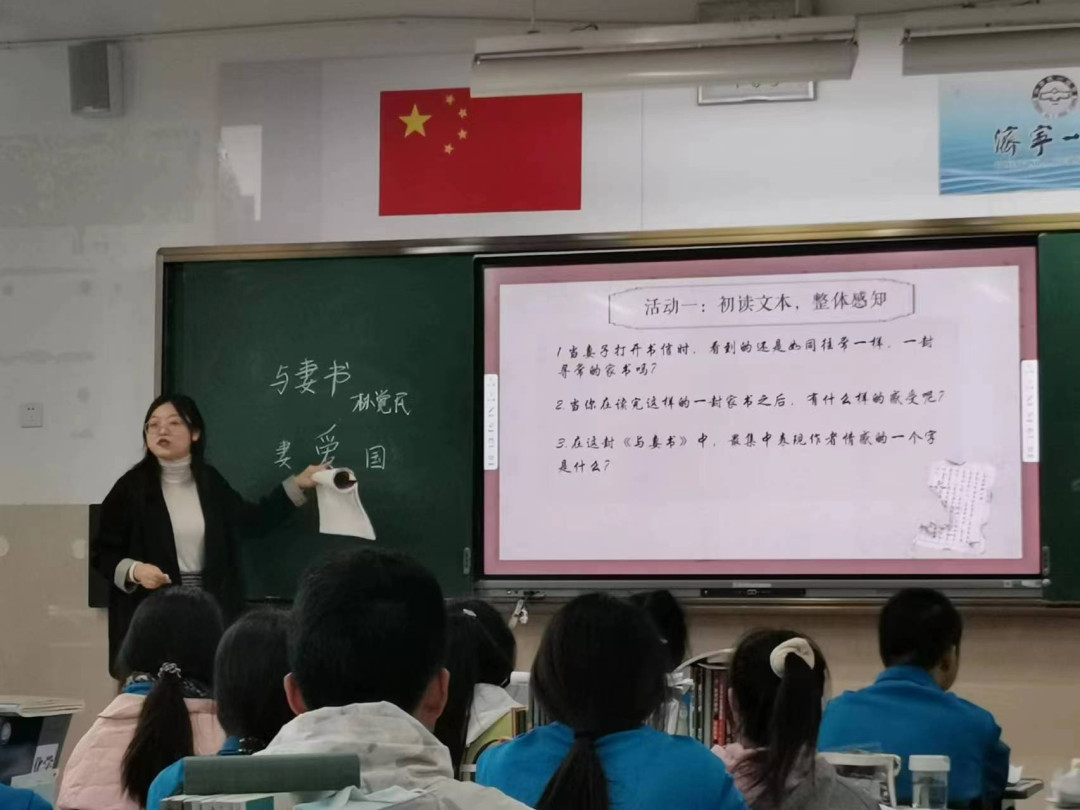 济宁一
与妻书
林觉民
妻 爱 国
活动一：初读文本，整体感知
1当妻子打开书信时，看到的还是如同往常一样，一封
寻常的家书吗？
2.当你在读完这样的一封家书之后，有什么样的感受呢？
3.在这封《与妻书》中，最集中表现作者情感的一个字
是什么？